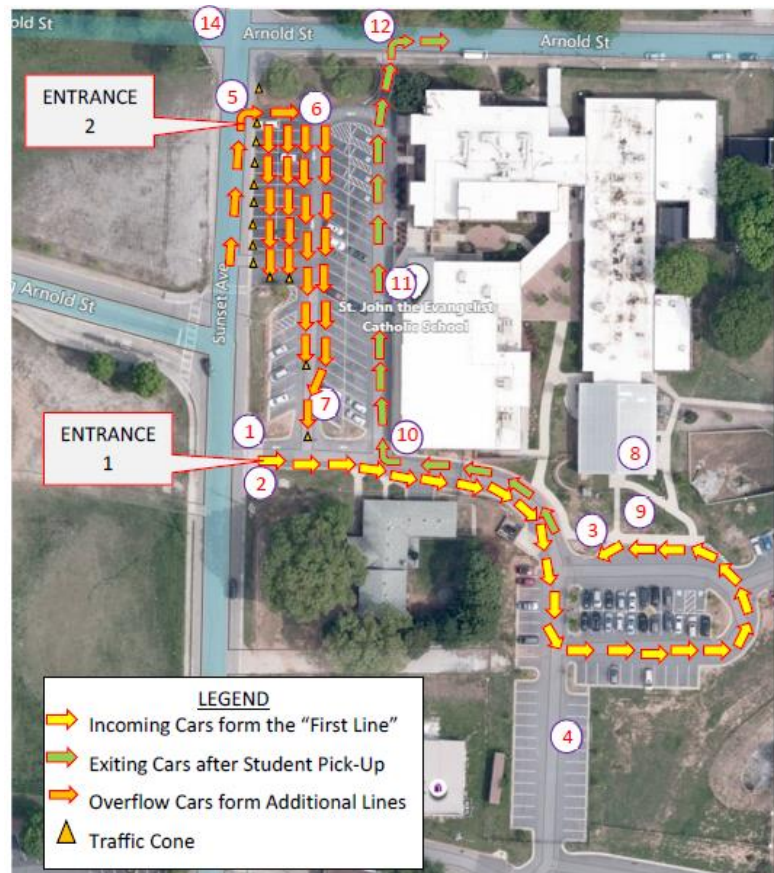 14
12
Arnold St
Arnold St
Arnold St
ENTRANCE
2
5
6
Arnold St
11
St. John the Evangelist
Catholic School
Sunset Ave
7
ENTRANCE
1
1
2
10
8
9
3
4
LEGEND
Incoming Cars form the "First Line"
Exiting Cars after Student Pick-Up
Overflow Cars form Additional Lines
Traffic Cone